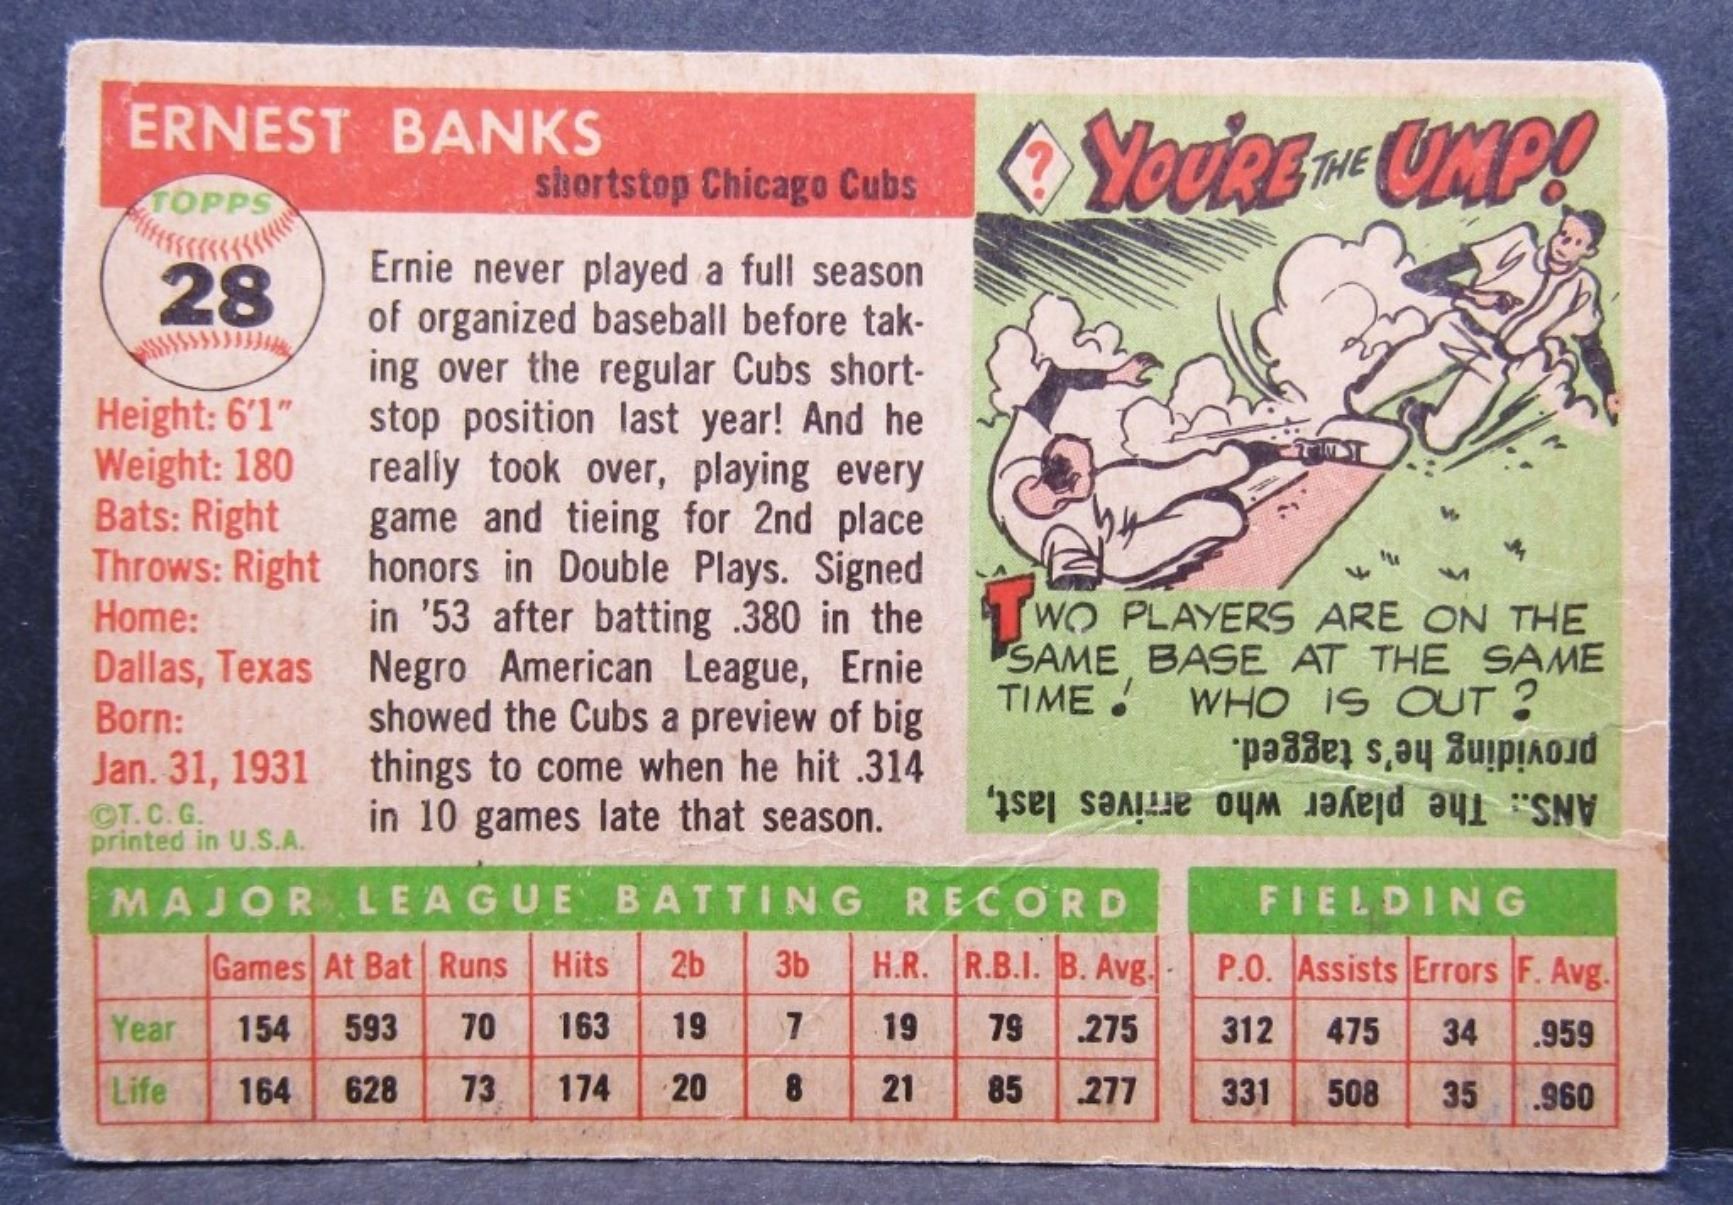 ERNEST BANKS
shortstop Chicago Cubs
TOPPS
28
Height: 6'1"
Weight: 180
Bats: Right
Throws: Right
Home:
Dallas, Texas
Born:
Jan. 31, 1931
©T. C. G.
printed in U.S.A.
Ernie never played a full season
of organized baseball before tak-
ing over the regular Cubs short-
stop position last year! And he
really took over, playing every
game and tieing for 2nd place
honors in Double Plays. Signed
in '53 after batting .380 in the
Negro American League, Ernie
showed the Cubs a preview of big
things to come when he hit .314
in 10 games late that season.
? YOU'RE THE UMP!
TWO PLAYERS ARE ON THE
SAME BASE AT THE SAME
TIME! WHO IS OUT?
ANS.: The player who arrives last,
providing he's tagged.
MAJOR LEAGUE BATTING RECORD
Games At Bat Runs Hits 2b 3b H.R. R.B.I. B. Avg.
Year 154 593 70 163 19 7 19 79 .275
Life 164 628 73 174 20 8 21 85 .277
FIELDING
P.O. Assists Errors F. Avg.
312 475 34 .959
331 508 35 .960